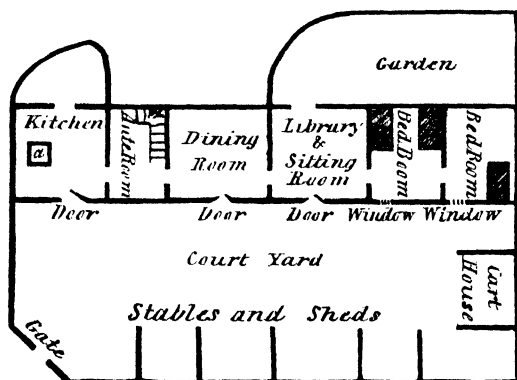 Garden
Kitchen
a
Ante Room
Dining
Room
Library
&
Sitting
Room
Bed Room
Bed Room
Door
Door
Door
Window
Window
Court Yard
Cart
House
Stables and Sheds
Gate